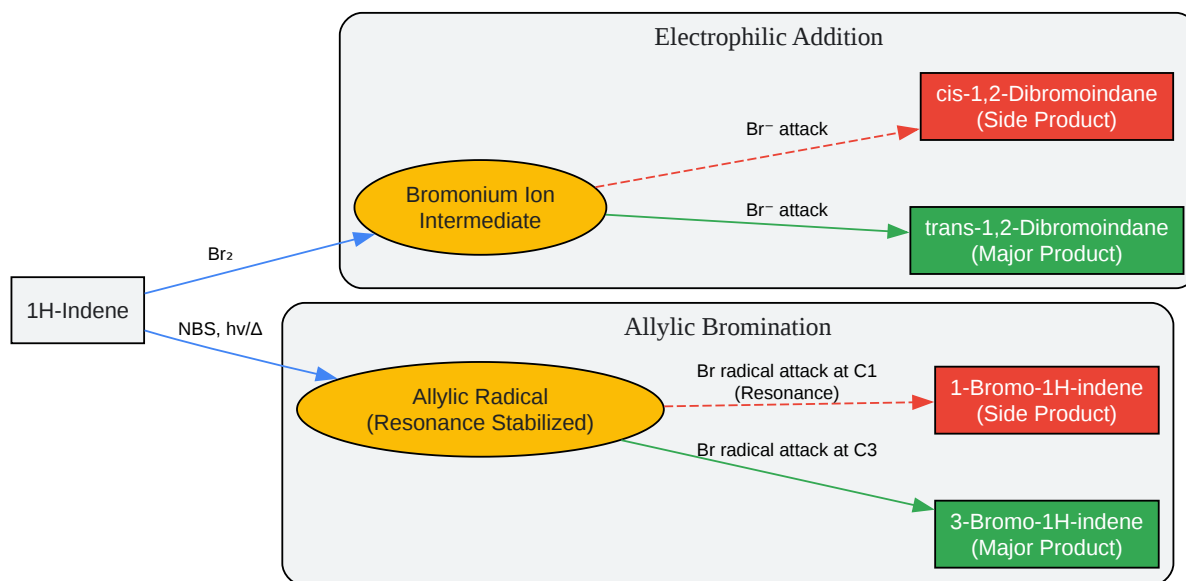 Electrophilic Addition
cis-1,2-Dibromoindane
(Side Product)
Br⁻ attack
Bromonium Ion
Intermediate
Br⁻ attack
trans-1,2-Dibromoindane
(Major Product)
Br₂
1H-Indene
NBS, hν/Δ
Allylic Bromination
Allylic Radical
(Resonance Stabilized)
Br radical attack at C1
(Resonance)
1-Bromo-1H-indene
(Side Product)
Br radical attack at C3
3-Bromo-1H-indene
(Major Product)